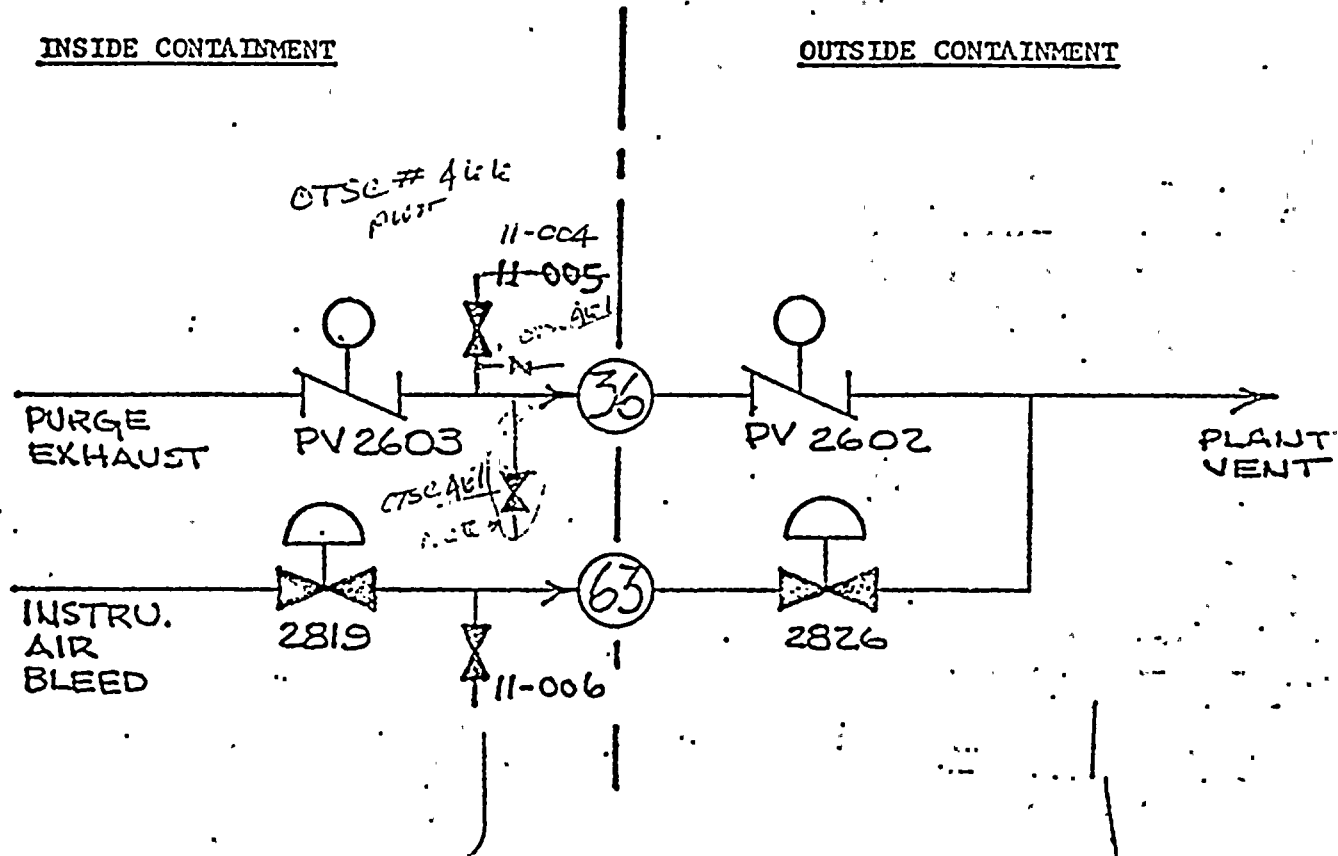 INSIDE CONTAINMENT
OUTSIDE CONTAINMENT
OTSC #
11-004
11-005
36
PURGE
EXHAUST
PV 2603
PV 2602
PLANT
VENT
63
INSTRU.
AIR
BLEED
2819
2826
11-006